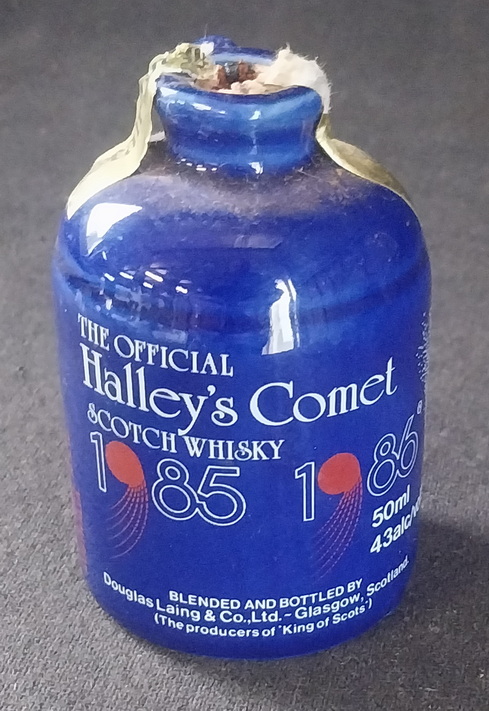 THE OFFICIAL
Halley's Comet
SCOTCH WHISKY
1985 1986
50ml e
43alc/vol
BLENDED AND BOTTLED BY
Douglas Laing & Co., Ltd. ~ Glasgow, Scotland.
(The producers of 'King of Scots')